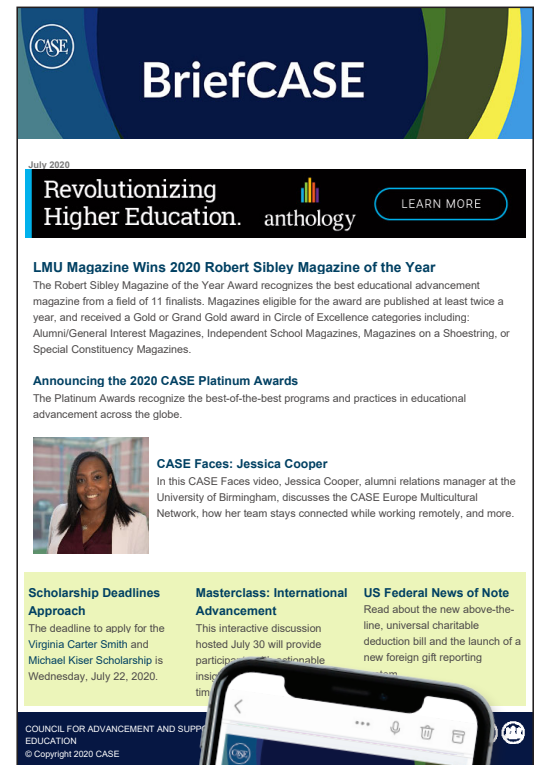 CASE
BriefCASE
July 2020
Revolutionizing
Higher Education.
anthology
LEARN MORE
LMU Magazine Wins 2020 Robert Sibley Magazine of the Year
The Robert Sibley Magazine of the Year Award recognizes the best educational advancement
magazine from a field of 11 finalists. Magazines eligible for the award are published at least twice a
year, and received a Gold or Grand Gold award in Circle of Excellence categories including:
Alumni/General Interest Magazines, Independent School Magazines, Magazines on a Shoestring, or
Special Constituency Magazines.
Announcing the 2020 CASE Platinum Awards
The Platinum Awards recognize the best-of-the-best programs and practices in educational
advancement across the globe.
CASE Faces: Jessica Cooper
In this CASE Faces video, Jessica Cooper, alumni relations manager at the
University of Birmingham, discusses the CASE Europe Multicultural
Network, how her team stays connected while working remotely, and more.
Scholarship Deadlines
Approach
The deadline to apply for the
Virginia Carter Smith and
Michael Kiser Scholarship is
Wednesday, July 22, 2020.
Masterclass: International
Advancement
This interactive discussion
hosted July 30 will provide
US Federal News of Note
Read about the new above-the-
line, universal charitable
deduction bill and the launch of a
new foreign gift reporting
COUNCIL FOR ADVANCEMENT AND
EDUCATION
© Copyright 2020 CASE
CASE